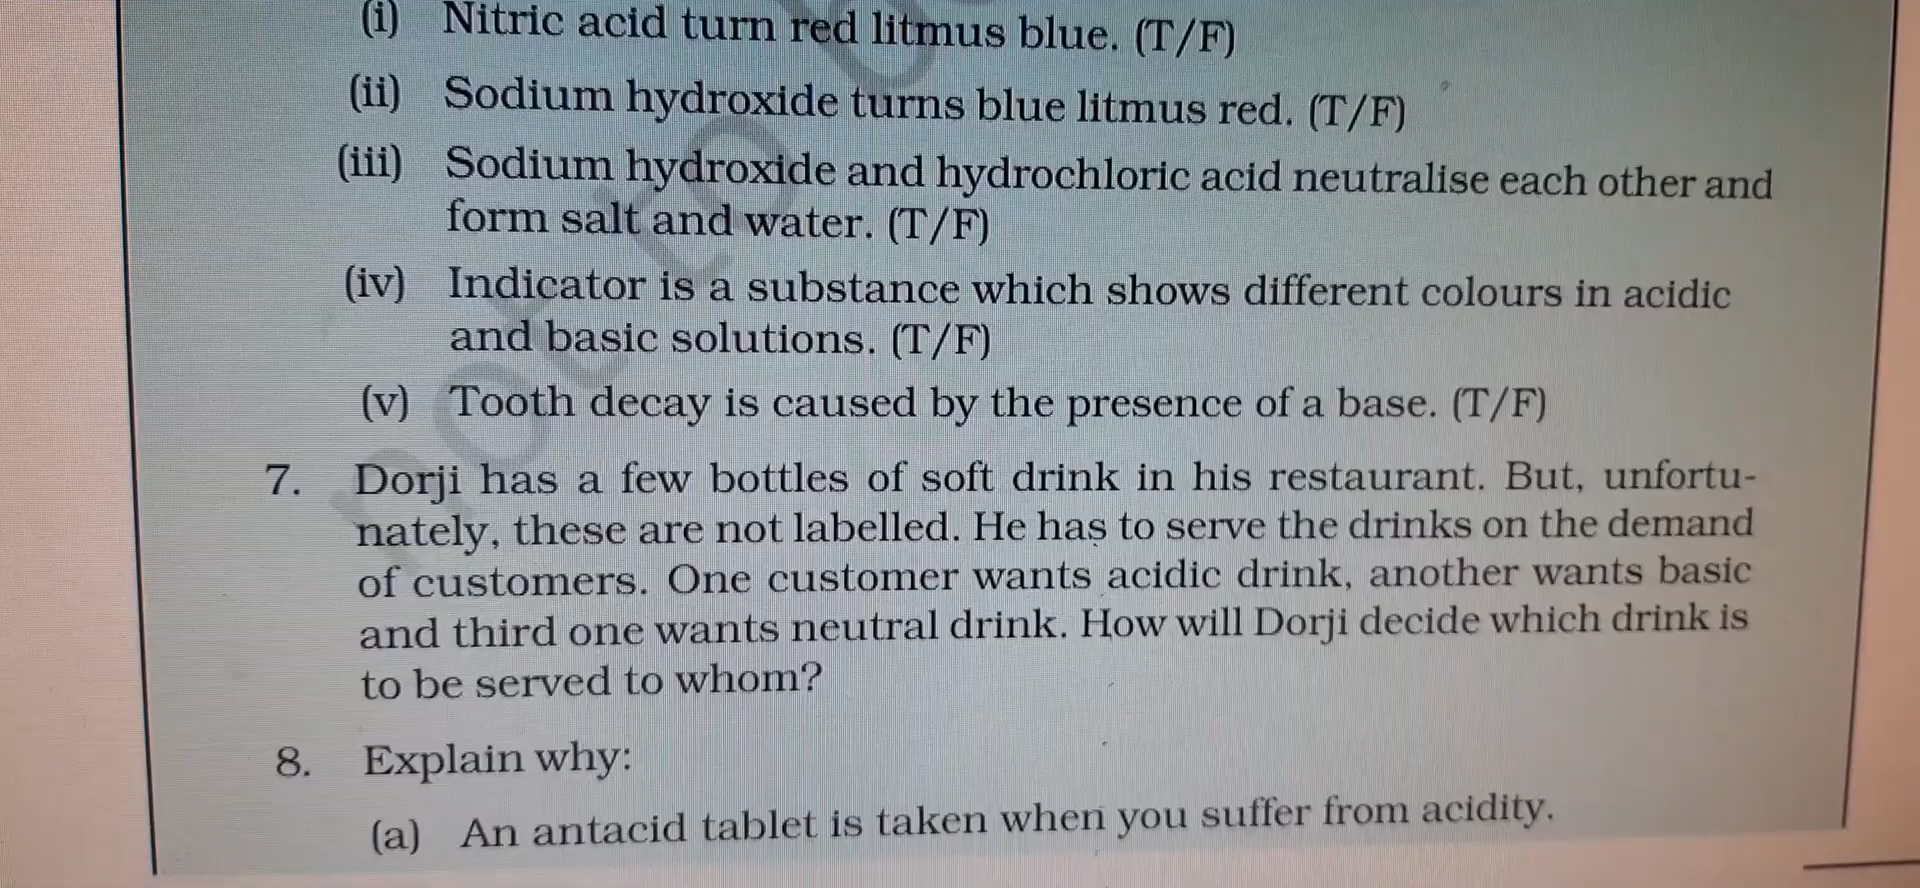 (i) Nitric acid turn red litmus blue. (T/F)
(ii) Sodium hydroxide turns blue litmus red. (T/F)
(iii) Sodium hydroxide and hydrochloric acid neutralise each other and
form salt and water. (T/F)
(iv) Indicator is a substance which shows different colours in acidic
and basic solutions. (T/F)
(v) Tooth decay is caused by the presence of a base. (T/F)
7. Dorji has a few bottles of soft drink in his restaurant. But, unfortu-
nately, these are not labelled. He has to serve the drinks on the demand
of customers. One customer wants acidic drink, another wants basic
and third one wants neutral drink. How will Dorji decide which drink is
to be served to whom?
8. Explain why:
(a) An antacid tablet is taken when you suffer from acidity.